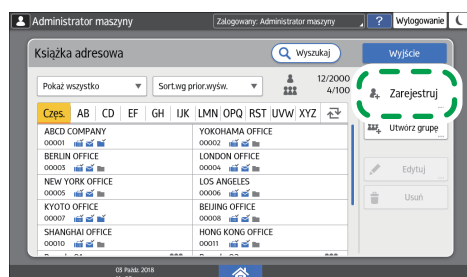 Administrator maszyny
Zalogowany: Administrator maszyny
?
Wylogowanie
Książka adresowa
Wyszukaj
Wyjście
Pokaż wszystko
Sort.wg prior.wyśw.
12/2000
4/100
Zarejestruj
...
Częs. AB CD EF GH IJK LMN OPQ RST UVW XYZ
Utwórz grupę
...
ABCD COMPANY
00001
YOKOHAMA OFFICE
00002
BERLIN OFFICE
00003
LONDON OFFICE
00004
Edytuj
...
NEW YORK OFFICE
00005
LOS ANGELES
00006
Usuń
KYOTO OFFICE
00007
BEIJING OFFICE
00008
SHANGHAI OFFICE
00010
HONG KONG OFFICE
00011
03 Paźdz. 2018